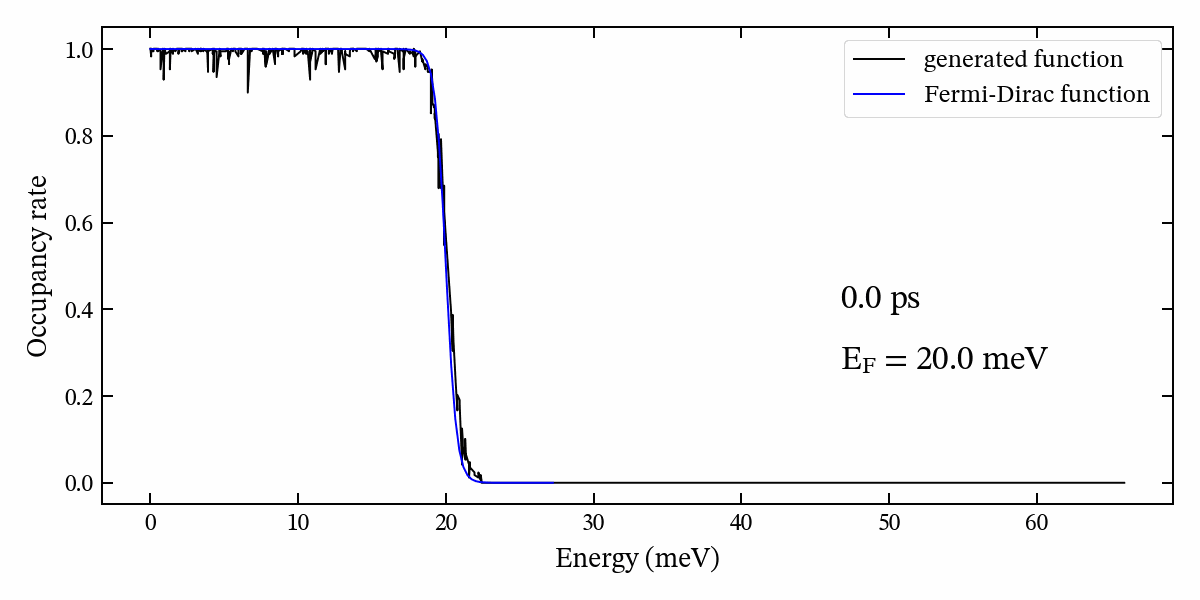 generated function
Fermi-Dirac function
1.0
0.8
0.6
0.4
0.2
0.0
Occupancy rate
0.0 ps
E_F = 20.0 meV
0 10 20 30 40 50 60
Energy (meV)